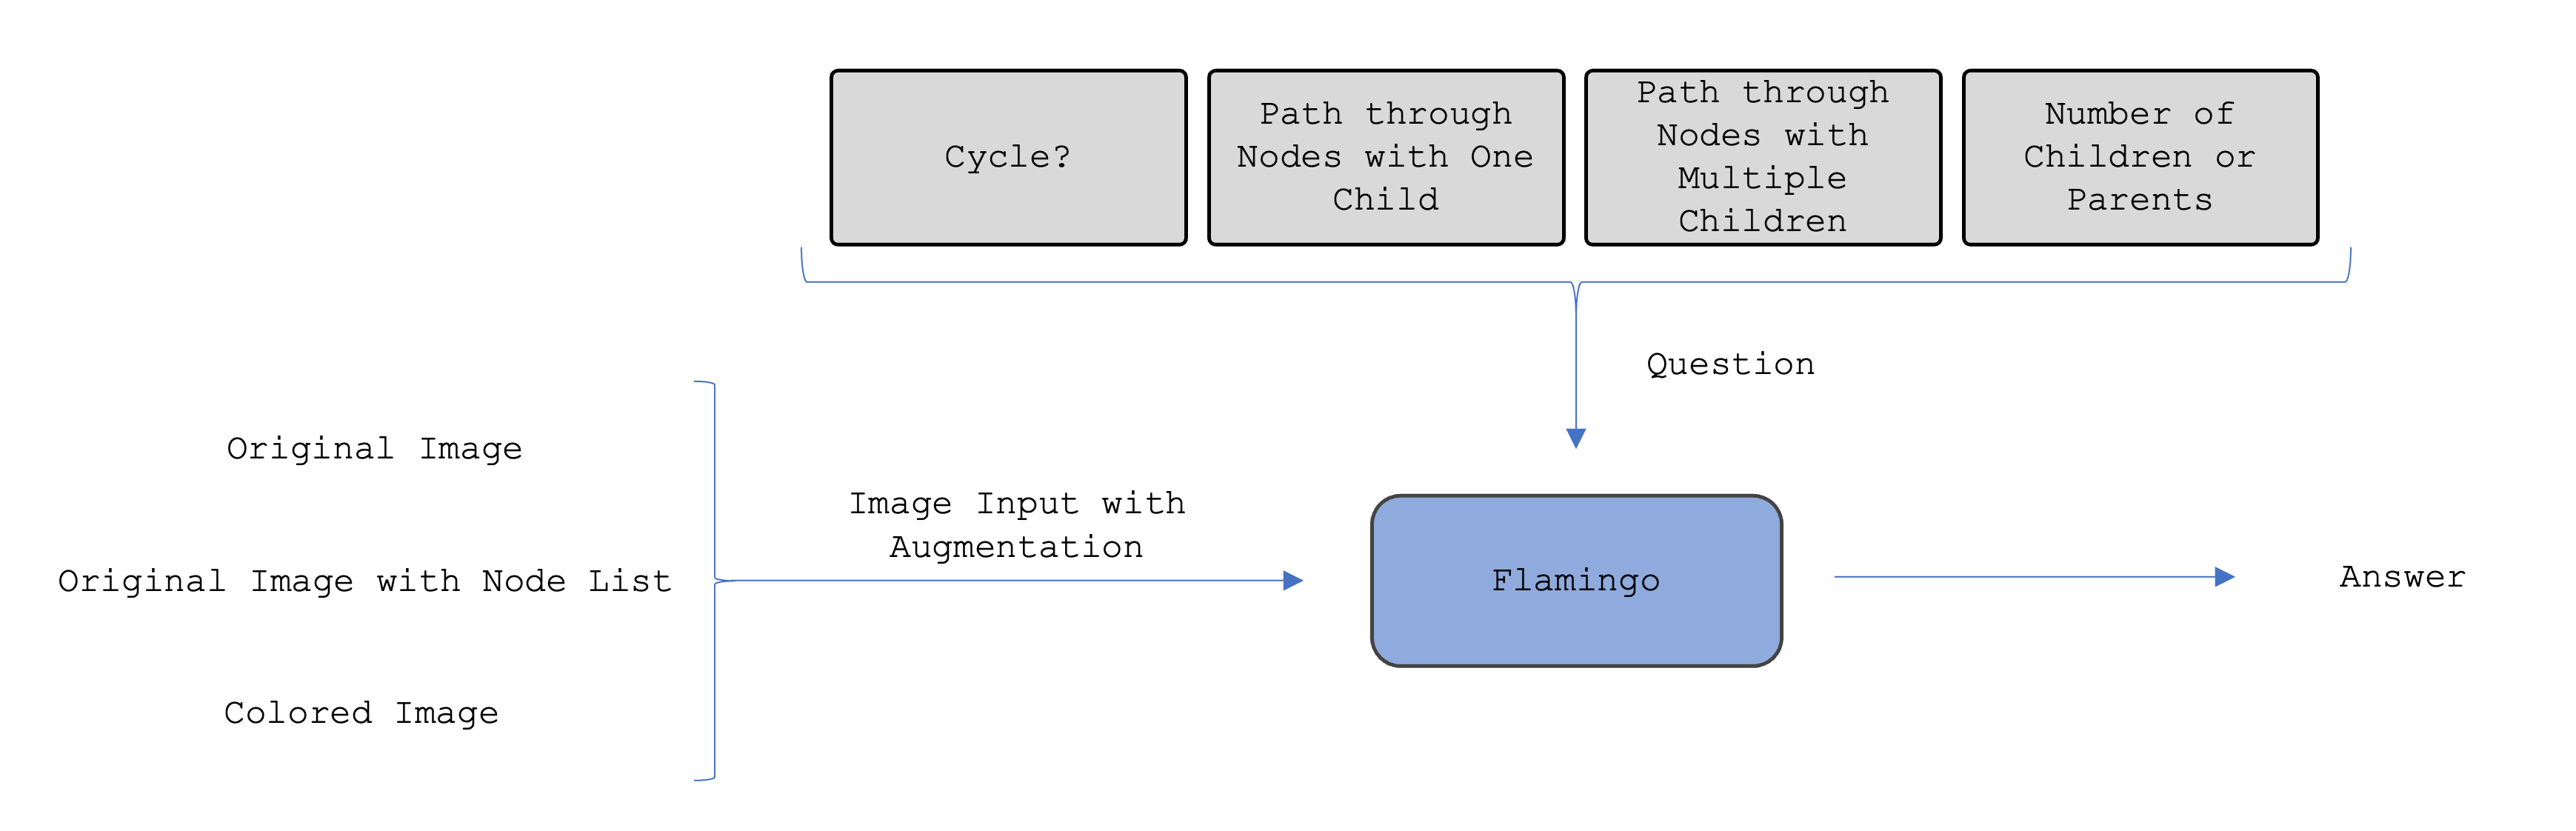 Cycle?
Path through
Nodes with One
Child
Path through
Nodes with
Multiple
Children
Number of
Children or
Parents
Question
Original Image
Original Image with Node List
Colored Image
Image Input with
Augmentation
Flamingo
Answer